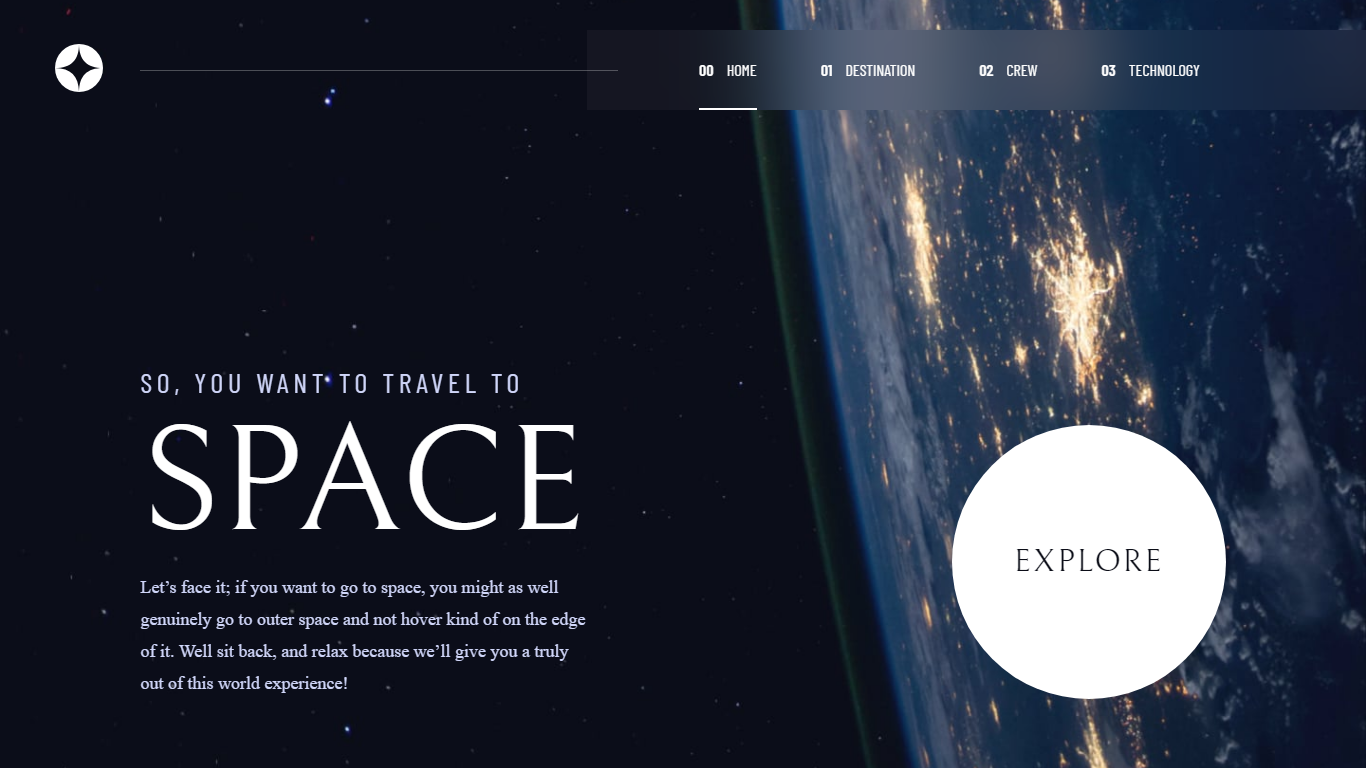 00 HOME 01 DESTINATION 02 CREW 03 TECHNOLOGY
SO, YOU WANT TO TRAVEL TO
SPACE
Let’s face it; if you want to go to space, you might as well
genuinely go to outer space and not hover kind of on the edge
of it. Well sit back, and relax because we’ll give you a truly
out of this world experience!
EXPLORE